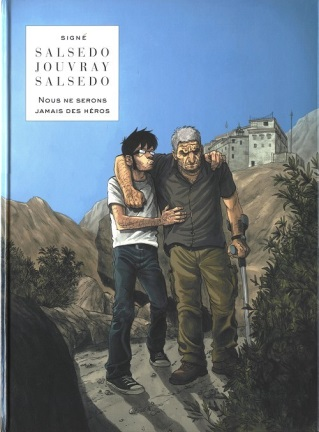 SIGNÉ
SALSEDO
JOUVRAY
SALSEDO
NOUS NE SERONS
JAMAIS DES HÉROS